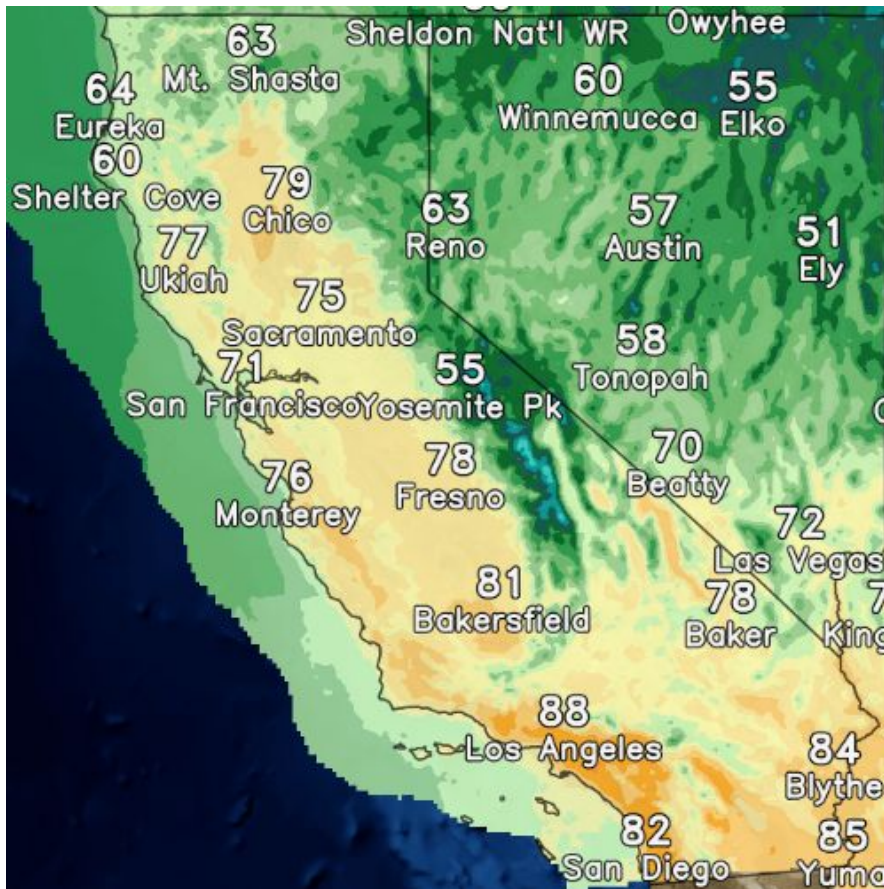 Sheldon Nat'l WR
Owyhee
63
Mt. Shasta
64
Eureka
60
Winnemucca
55
Elko
60
Shelter Cove
79
Chico
63
Reno
57
Austin
51
Ely
77
Ukiah
75
Sacramento
71
San Francisco
55
Yosemite Pk
58
Tonopah
76
Monterey
78
Fresno
70
Beatty
72
Las Vegas
81
Bakersfield
78
Baker
7
King
88
Los Angeles
84
Blythe
82
San Diego
85
Yuma